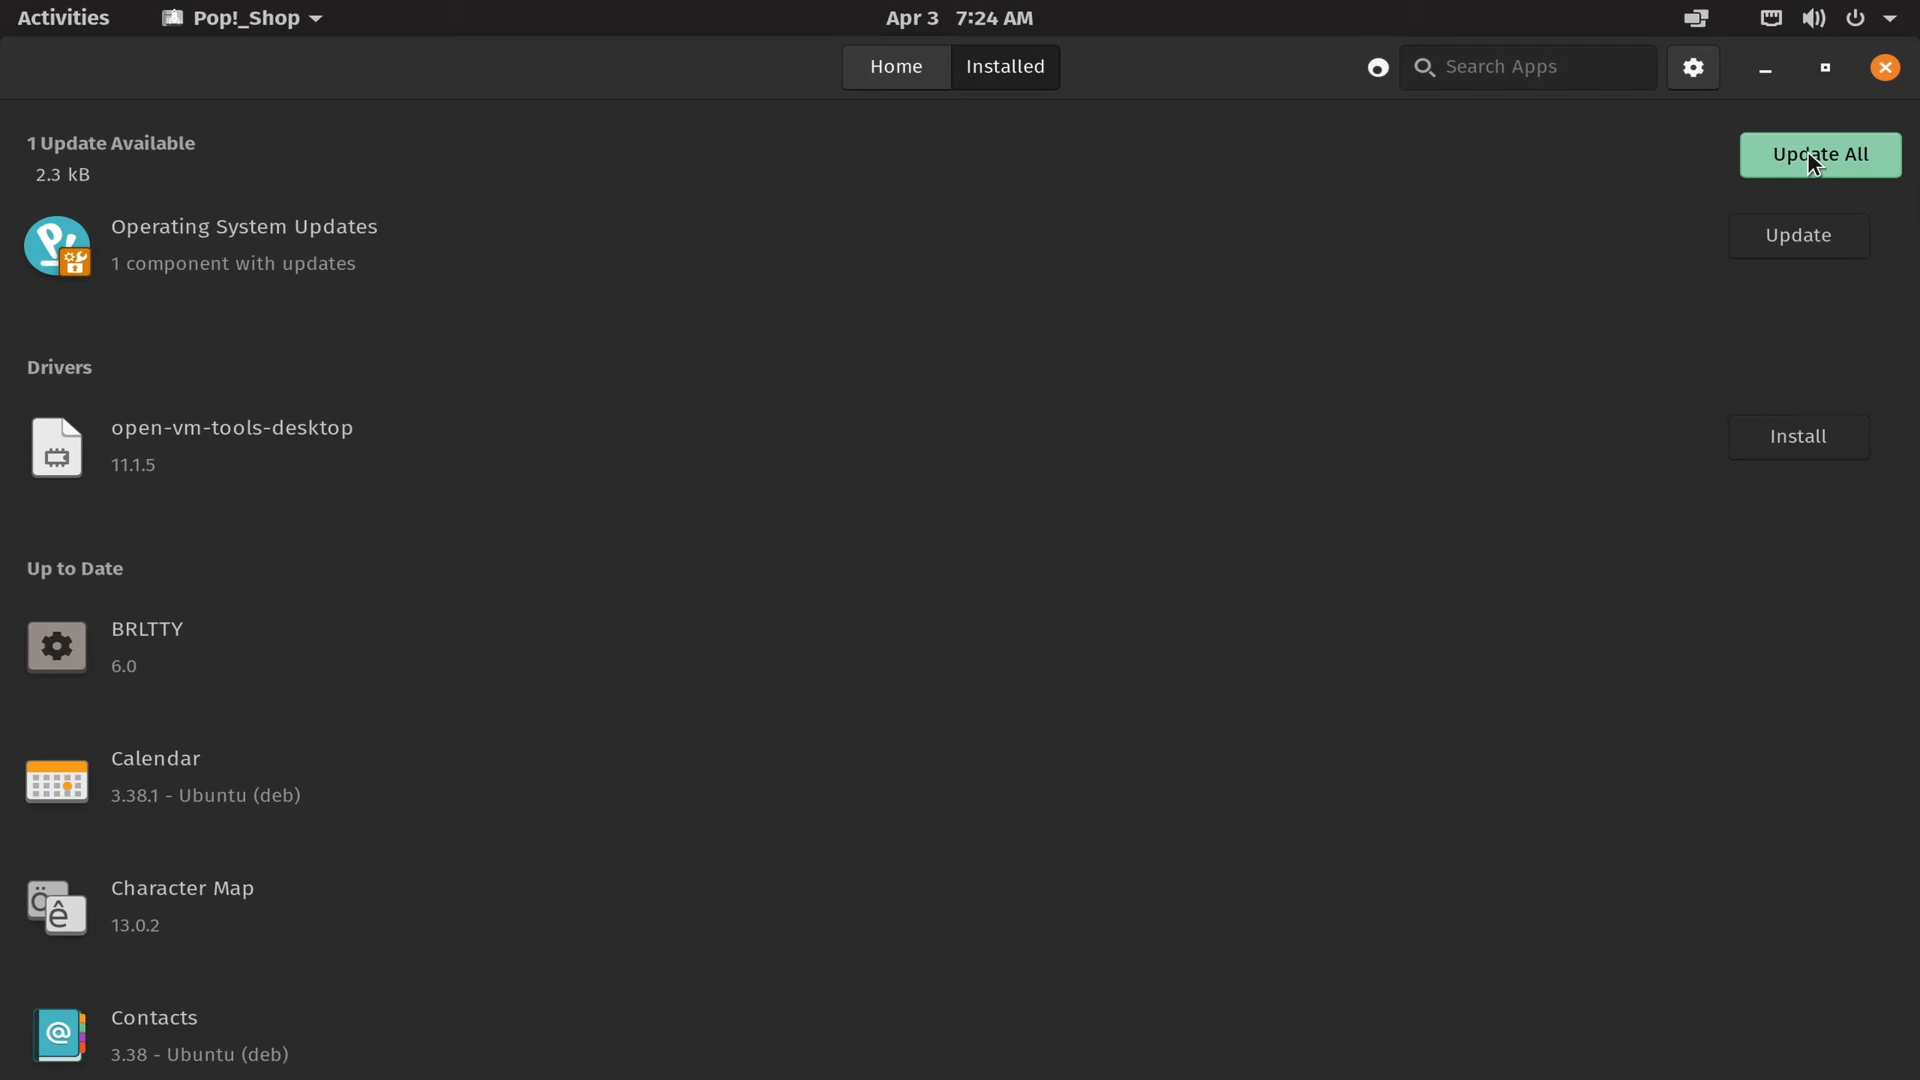 Activities
Pop!_Shop
Apr 3 7:24 AM
Home
Installed
Search Apps
1 Update Available
2.3 kB
Update All
Operating System Updates
1 component with updates
Update
Drivers
open-vm-tools-desktop
11.1.5
Install
Up to Date
BRLTTY
6.0
Calendar
3.38.1 - Ubuntu (deb)
Character Map
13.0.2
Contacts
3.38 - Ubuntu (deb)